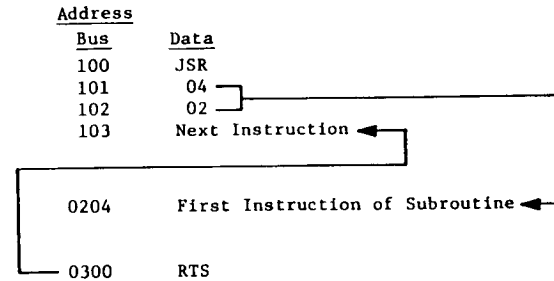 Address
Bus Data
100 JSR
101 04
102 02
103 Next Instruction
0204 First Instruction of Subroutine
0300 RTS